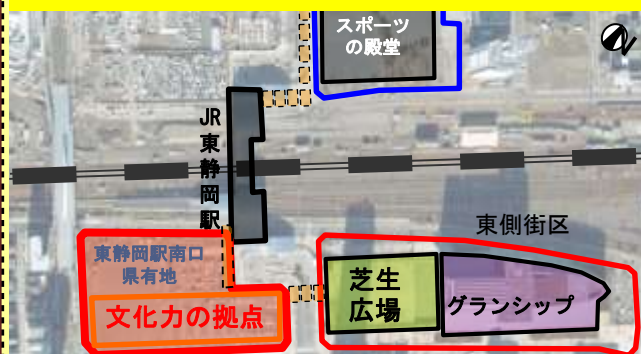 スポーツ
の殿堂
JR
東
静
岡
駅
東側街区
東静岡駅南口
県有地
文化力の拠点
芝生
広場
グランシップ